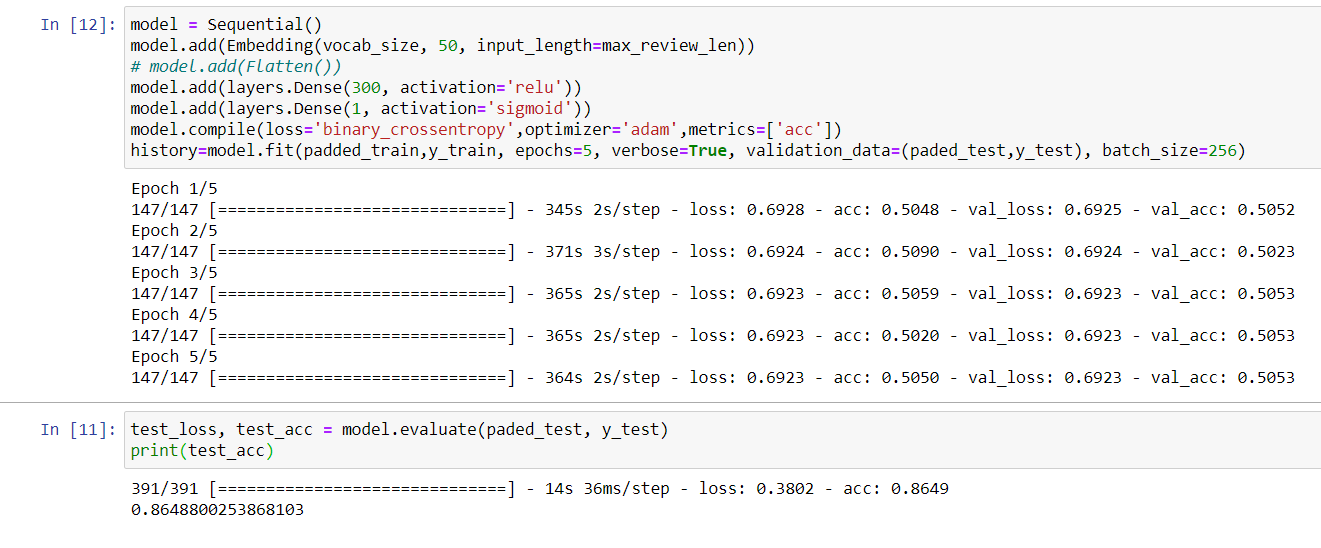 In [12]: model = Sequential()
model.add(Embedding(vocab_size, 50, input_length=max_review_len))
# model.add(Flatten())
model.add(layers.Dense(300, activation='relu'))
model.add(layers.Dense(1, activation='sigmoid'))
model.compile(loss='binary_crossentropy',optimizer='adam',metrics=['acc'])
history=model.fit(padded_train,y_train, epochs=5, verbose=True, validation_data=(paded_test,y_test), batch_size=256)
Epoch 1/5
147/147 [==============================] - 345s 2s/step - loss: 0.6928 - acc: 0.5048 - val_loss: 0.6925 - val_acc: 0.5052
Epoch 2/5
147/147 [==============================] - 371s 3s/step - loss: 0.6924 - acc: 0.5090 - val_loss: 0.6924 - val_acc: 0.5023
Epoch 3/5
147/147 [==============================] - 365s 2s/step - loss: 0.6923 - acc: 0.5059 - val_loss: 0.6923 - val_acc: 0.5053
Epoch 4/5
147/147 [==============================] - 365s 2s/step - loss: 0.6923 - acc: 0.5020 - val_loss: 0.6923 - val_acc: 0.5053
Epoch 5/5
147/147 [==============================] - 364s 2s/step - loss: 0.6923 - acc: 0.5050 - val_loss: 0.6923 - val_acc: 0.5053
In [11]: test_loss, test_acc = model.evaluate(paded_test, y_test)
print(test_acc)
391/391 [==============================] - 14s 36ms/step - loss: 0.3802 - acc: 0.8649
0.8648800253868103